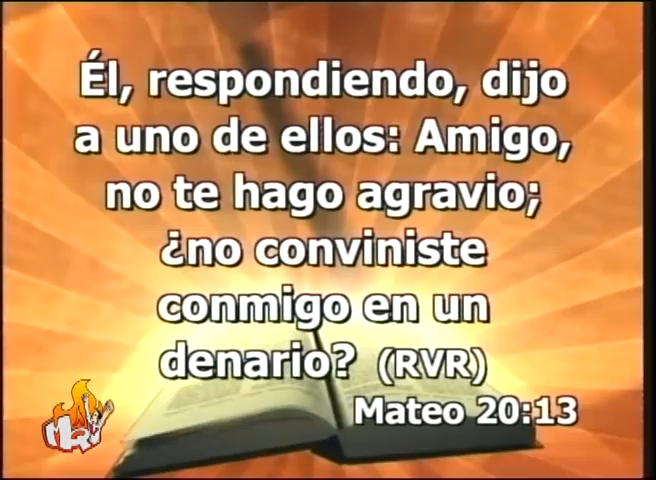 Él, respondiendo, dijo
a uno de ellos: Amigo,
no te hago agravio;
¿no conviniste
conmigo en un
denario? (RVR)
Mateo 20:13
MRV